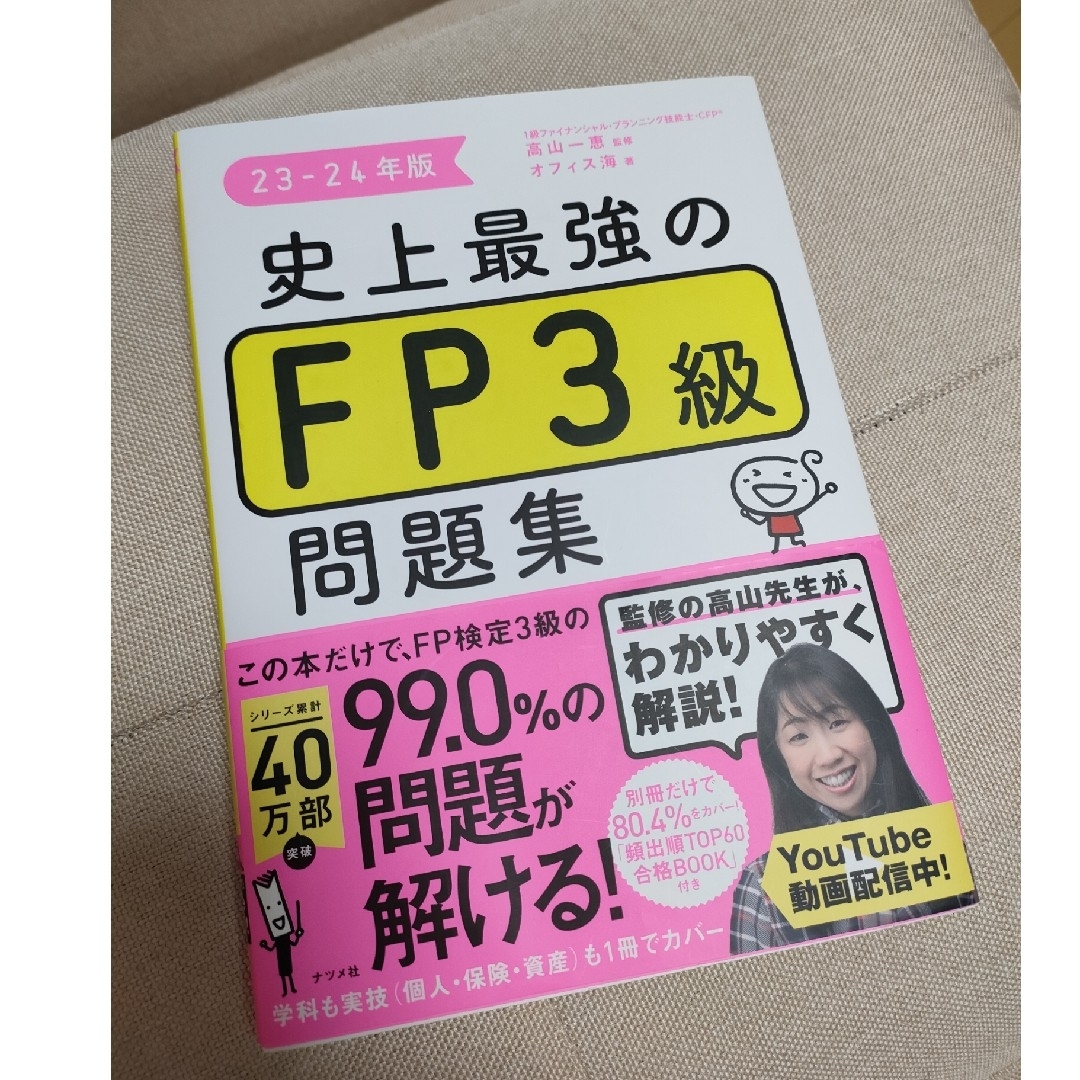 1級ファイナンシャル・プランニング技能士・CFP®
高山一恵 監修
オフィス海 著
23-24年版
史上最強の
FP3級
問題集
この本だけで、FP検定3級の
99.0%の
問題が
解ける!
シリーズ累計
40
万部
突破
監修の高山先生が、
わかりやすく
解説!
別冊だけで
80.4%をカバー!
「頻出順TOP60
合格BOOK」
付き
YouTube
動画配信中!
ナツメ社
学科も実技(個人・保険・資産)も1冊でカバー